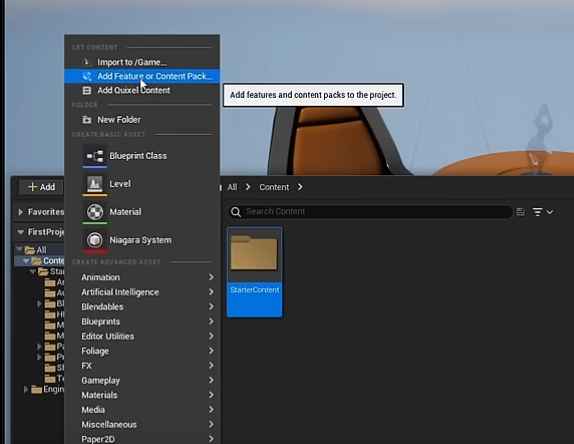 GET CONTENT
Import to /Game...
Add Feature or Content Pack...
Add Quixel Content
Add features and content packs to the project.
FOLDER
New Folder
CREATE BASIC ASSET
Blueprint Class
Level
Material
Niagara System
CREATE ADVANCED ASSET
Animation
Artificial Intelligence
Blendables
Blueprints
Editor Utilities
Foliage
FX
Gameplay
Materials
Media
Miscellaneous
Paper2D
+ Add
All > Content >
Favorites
Search Content
FirstProj
All
Conte
Star
StarterContent
Engin